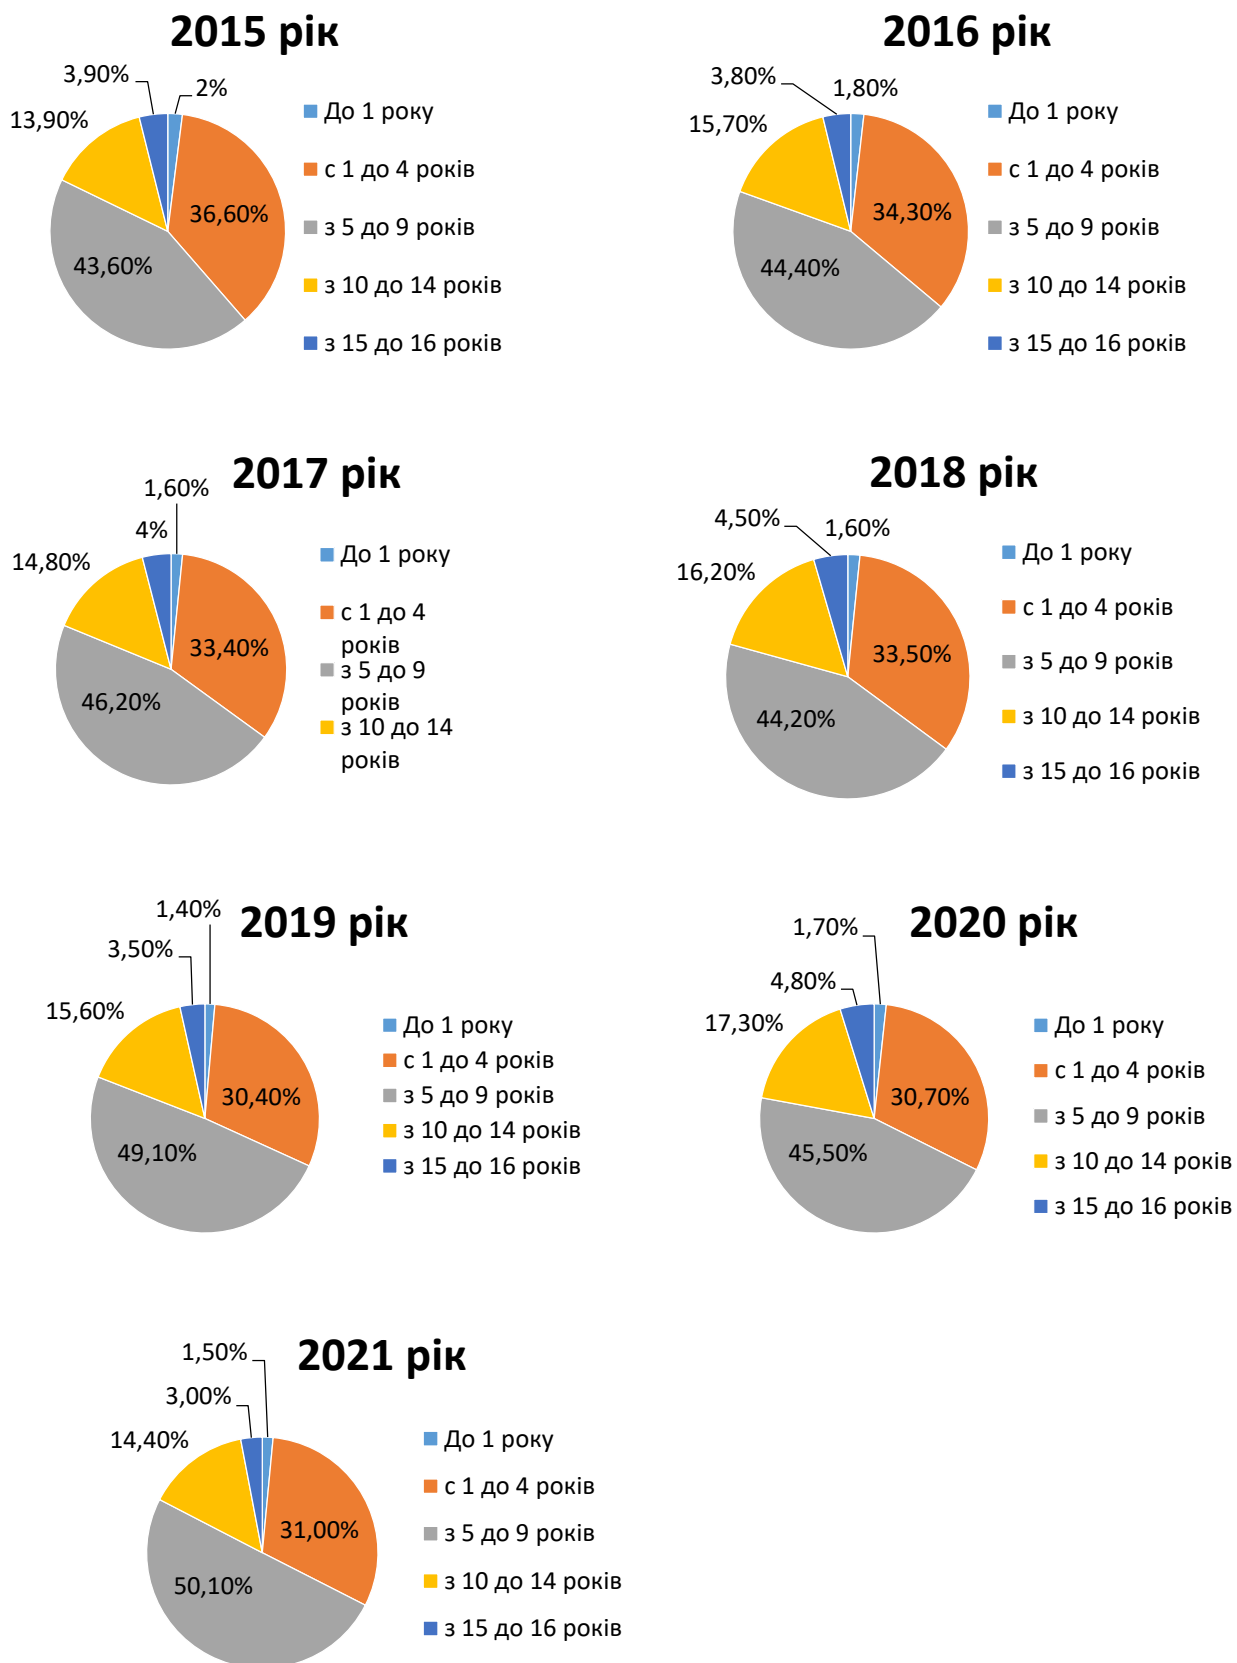 2015 рік
3,90%
2%
13,90%
36,60%
43,60%
До 1 року
с 1 до 4 років
з 5 до 9 років
з 10 до 14 років
з 15 до 16 років
2016 рік
3,80%
1,80%
15,70%
34,30%
44,40%
До 1 року
с 1 до 4 років
з 5 до 9 років
з 10 до 14 років
з 15 до 16 років
2017 рік
1,60%
4%
14,80%
33,40%
46,20%
До 1 року
с 1 до 4
років
з 5 до 9
років
з 10 до 14
років
2018 рік
4,50%
1,60%
16,20%
33,50%
44,20%
До 1 року
с 1 до 4 років
з 5 до 9 років
з 10 до 14 років
з 15 до 16 років
2019 рік
1,40%
3,50%
15,60%
30,40%
49,10%
До 1 року
с 1 до 4 років
з 5 до 9 років
з 10 до 14 років
з 15 до 16 років
2020 рік
1,70%
4,80%
17,30%
30,70%
45,50%
До 1 року
с 1 до 4 років
з 5 до 9 років
з 10 до 14 років
з 15 до 16 років
2021 рік
1,50%
3,00%
14,40%
31,00%
50,10%
До 1 року
с 1 до 4 років
з 5 до 9 років
з 10 до 14 років
з 15 до 16 років